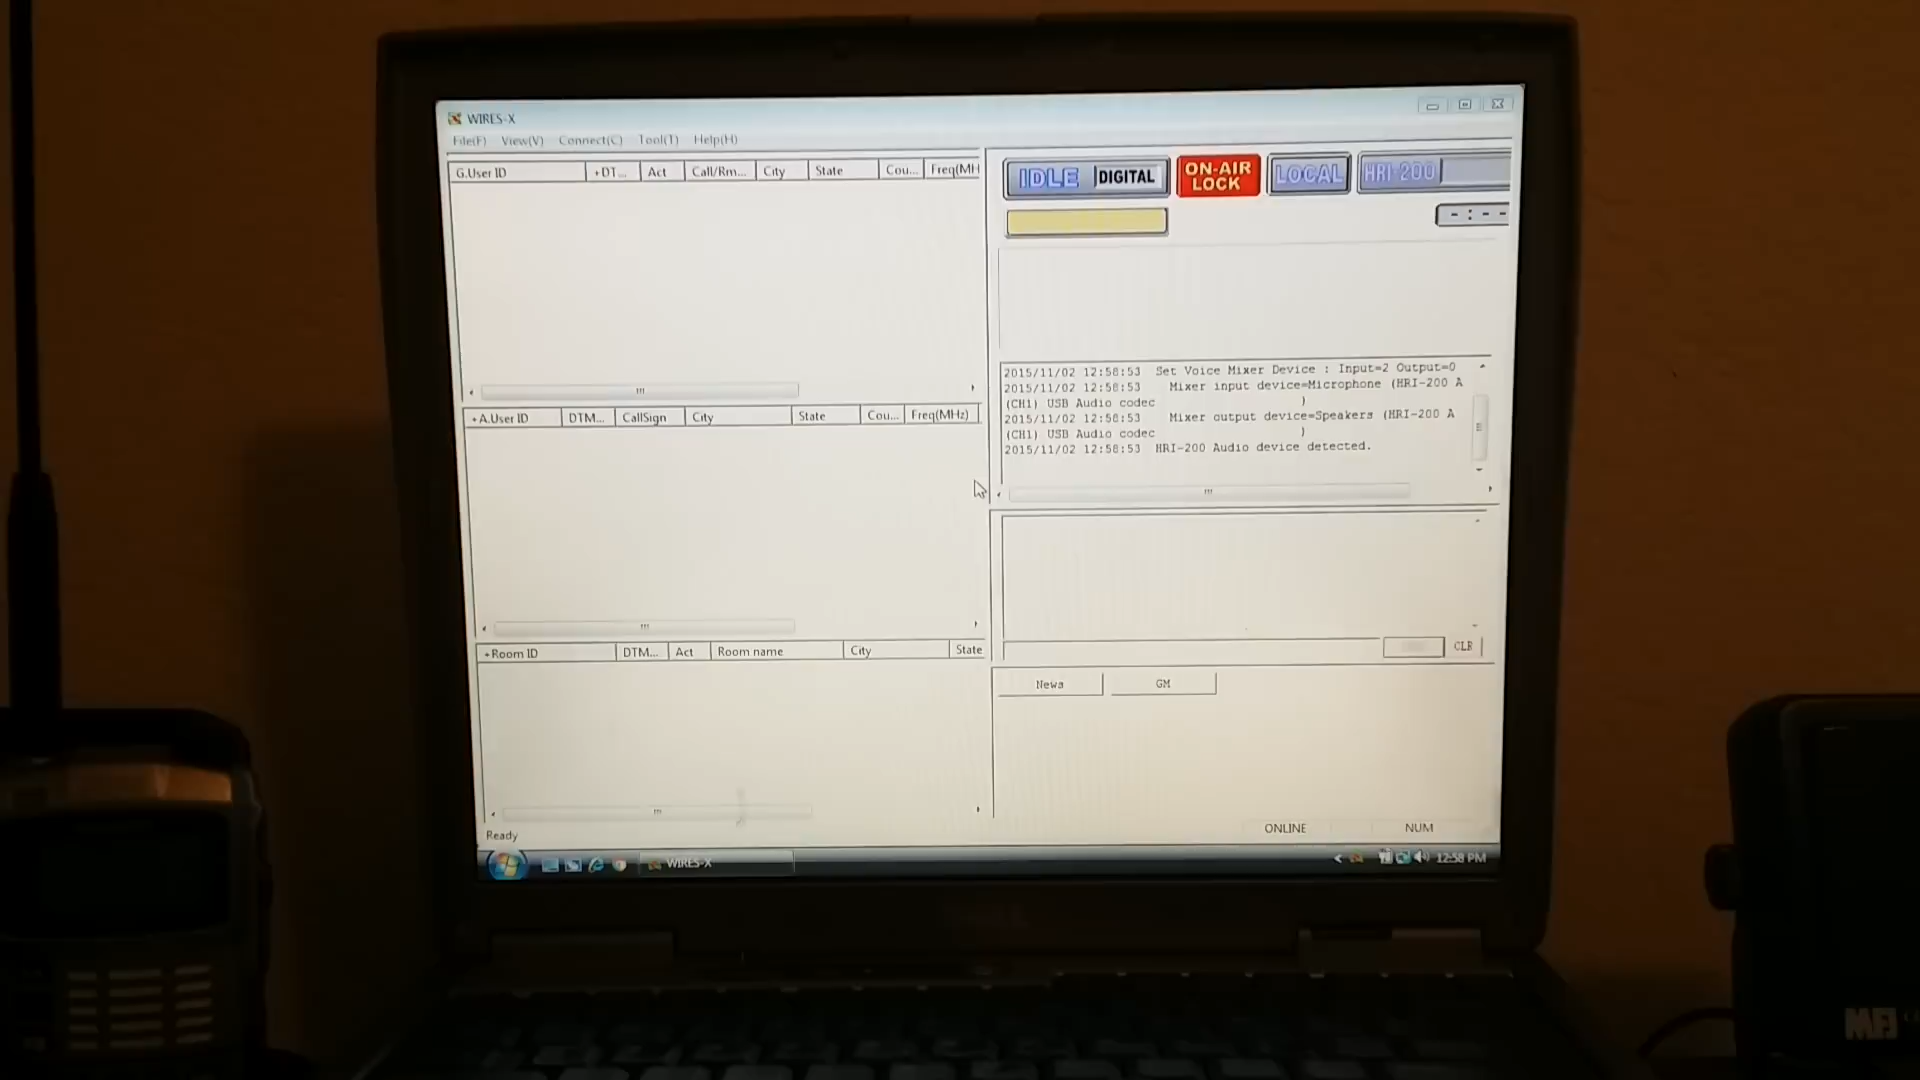 WIRES-X
File(F) View(V) Connect(C) Tool(T) Help(H)
G.User ID +DT... Act Call/Rm... City State Cou... Freq(MH
IDLE DIGITAL ON-AIR LOCK LOCAL HRI-200
- : - -
2015/11/02 12:58:53 Set Voice Mixer Device : Input=2 Output=0
2015/11/02 12:58:53 Mixer input device=Microphone (HRI-200 A
(CH1) USB Audio codec )
2015/11/02 12:58:53 Mixer output device=Speakers (HRI-200 A
(CH1) USB Audio codec )
2015/11/02 12:58:53 HRI-200 Audio device detected.
+A.User ID DTM... CallSign City State Cou... Freq(MHz)
+Room ID DTM... Act Room name City State
CLR
News GM
Ready ONLINE NUM
WIRES-X 12:58 PM
MFJ